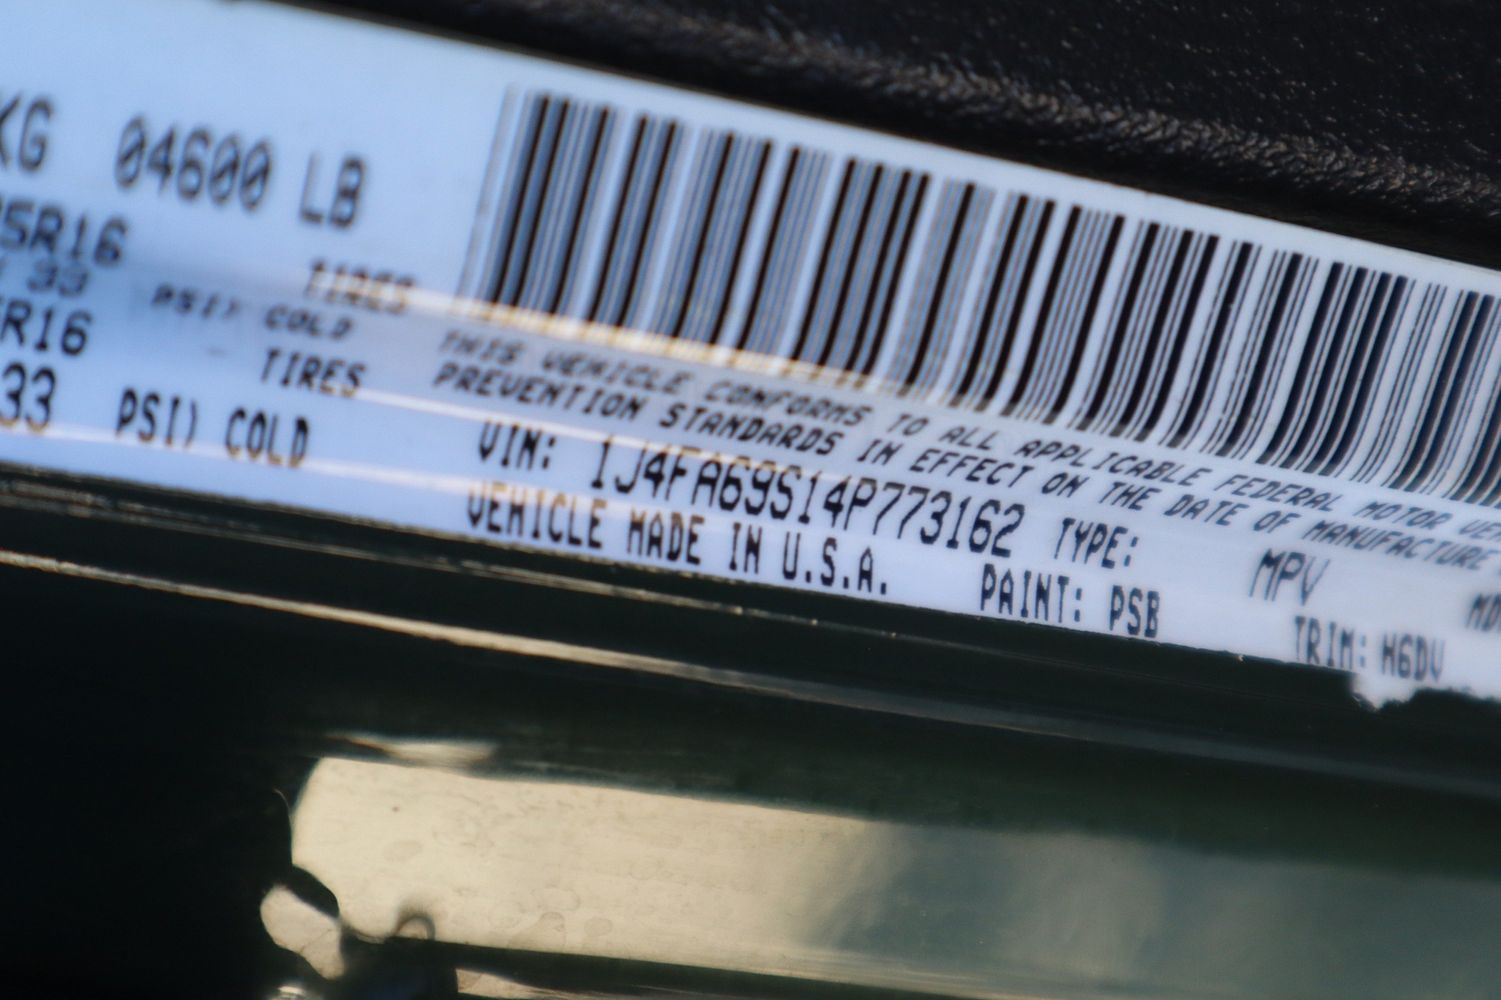 KG 04600 LB
5R16 TIRES
33 PSI) COLD
R16 TIRES
33 PSI) COLD
THIS VEHICLE CONFORMS TO ALL APPLICABLE FEDERAL MOTOR VEH
PREVENTION STANDARDS IN EFFECT ON THE DATE OF MANUFACTURE
VIN: 1J4FA69S14P773162 TYPE: MPV MD
VEHICLE MADE IN U.S.A. PAINT: PSB TRIM: H6DV